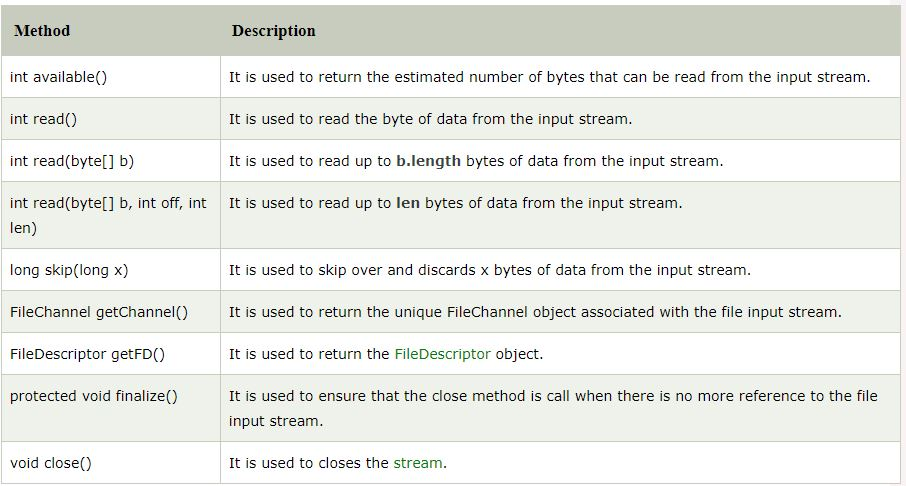 Method Description
int available() It is used to return the estimated number of bytes that can be read from the input stream.
int read() It is used to read the byte of data from the input stream.
int read(byte[] b) It is used to read up to b.length bytes of data from the input stream.
int read(byte[] b, int off, int It is used to read up to len bytes of data from the input stream.
len)
long skip(long x) It is used to skip over and discards x bytes of data from the input stream.
FileChannel getChannel() It is used to return the unique FileChannel object associated with the file input stream.
FileDescriptor getFD() It is used to return the FileDescriptor object.
protected void finalize() It is used to ensure that the close method is call when there is no more reference to the file
input stream.
void close() It is used to closes the stream.